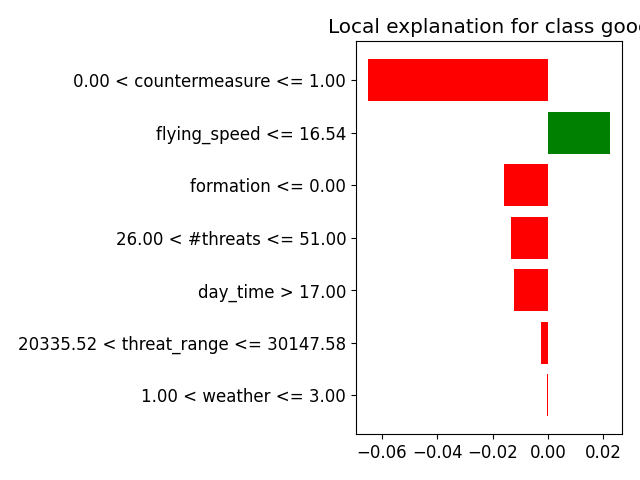 Local explanation for class good
0.00 < countermeasure <= 1.00
flying_speed <= 16.54
formation <= 0.00
26.00 < #threats <= 51.00
day_time > 17.00
20335.52 < threat_range <= 30147.58
1.00 < weather <= 3.00
−0.06 −0.04 −0.02 0.00 0.02